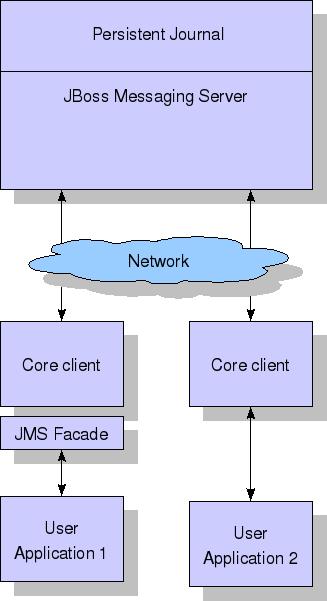 Persistent Journal
JBoss Messaging Server
Network
Core client
Core client
JMS Facade
User
Application 1
User
Application 2